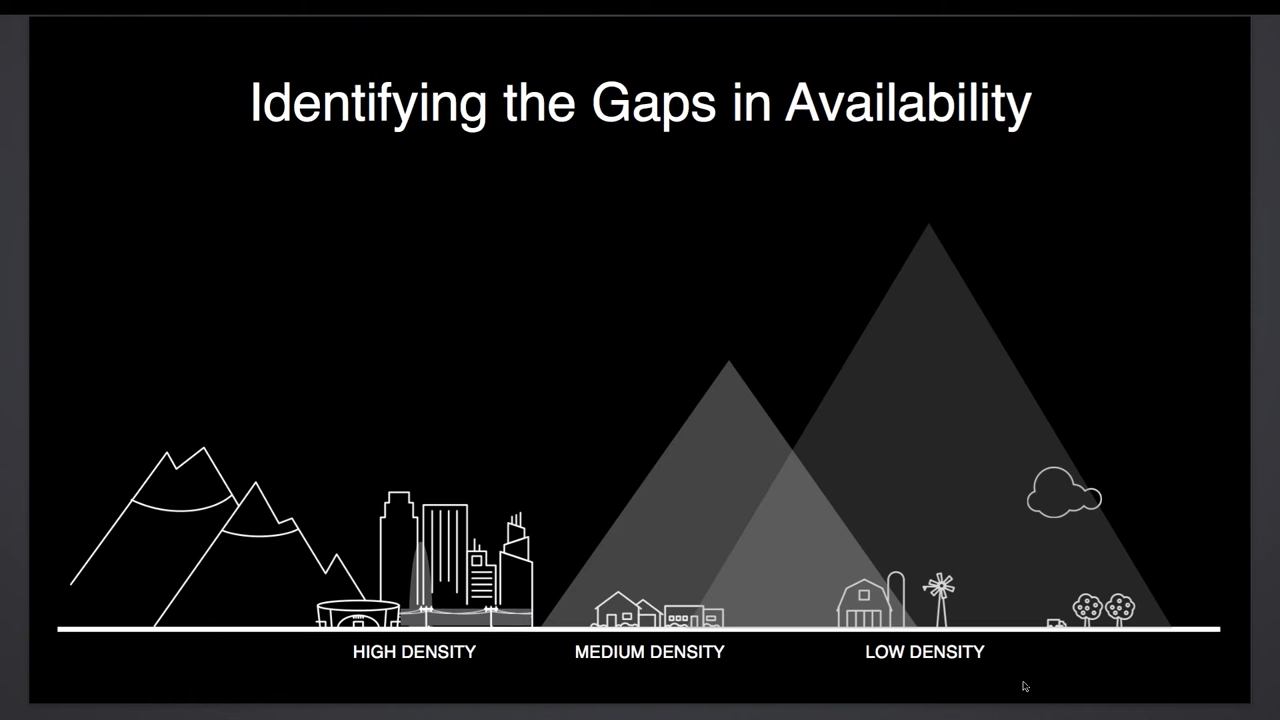 Identifying the Gaps in Availability
HIGH DENSITY
MEDIUM DENSITY
LOW DENSITY